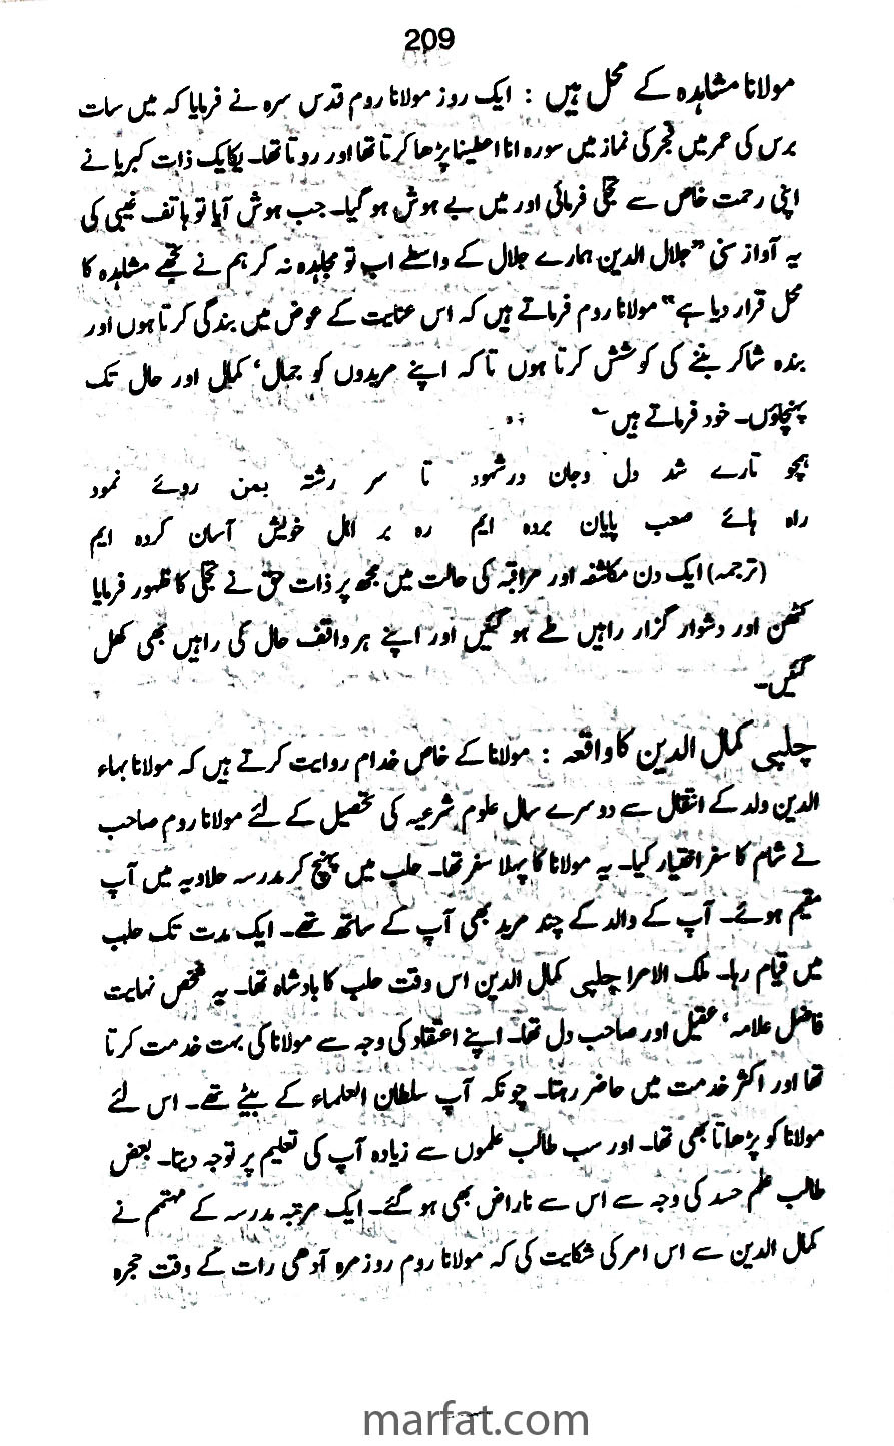 209
مولانا مشاہدہ کے محل ہیں : ایک روز مولانا روم قدس سرہ نے فرمایا کہ میں سات
برس کی عمر میں فجر کی نماز میں سورہ انا اعطینا پڑھا کرتا تھا اور روتا تھا۔ یکایک ذات کبریا نے
اپنی رحمت خاص سے تجلی فرمائی اور میں بے ہوش ہو گیا۔ جب ہوش آیا تو ہاتف غیبی کی
یہ آواز سنی ”جلال الدین ہمارے جلال کے واسطے اب تو مجاہدہ نہ کر ہم نے تجھے مشاہدہ کا
محل قرار دیا ہے“ مولانا روم فرماتے ہیں کہ اس عنایت کے عوض میں بندگی کرتا ہوں اور
بندہ شاکر بننے کی کوشش کرتا ہوں تاکہ اپنے مریدوں کو جمال‘ کمال اور حال تک
پہنچاؤں۔ خود فرماتے ہیں ؎
ہمچو تارے شد دل وجان در شہود تا سر رشتہ بمن روئے نمود
راہ ہائے صعب پایان بردہ ایم رہ بر اہل خویش آسان کردہ ایم
(ترجمہ) ایک دن مکاشفہ اور مراقبہ کی حالت میں مجھ پر ذات حق نے تجلی کا ظہور فرمایا
کٹھن اور دشوار گزار راہیں طے ہو گئیں اور اپنے ہر واقف حال کی راہیں بھی کھل
گئیں۔
چلپی کمال الدین کا واقعہ : مولانا کے خاص خدام روایت کرتے ہیں کہ مولانا بہاء
الدین ولد کے انتقال سے دوسرے سال علوم شرعیہ کی تحصیل کے لئے مولانا روم صاحب
نے شام کا سفر اختیار کیا۔ یہ مولانا کا پہلا سفر تھا۔ حلب میں پہنچ کر مدرسہ حلاویہ میں آپ
مقیم ہوئے۔ آپ کے والد کے چند مرید بھی آپ کے ساتھ تھے۔ ایک مدت تک حلب
میں قیام رہا۔ ملک الامرا چلپی کمال الدین اس وقت حلب کا بادشاہ تھا۔ یہ شخص نہایت
فاضل علامہ‘ عقیل اور صاحب دل تھا۔ اپنے اعتقاد کی وجہ سے مولانا کی بہت خدمت کرتا
تھا اور اکثر خدمت میں حاضر رہتا۔ چونکہ آپ سلطان العلماء کے بیٹے تھے۔ اس لئے
مولانا کو پڑھاتا بھی تھا۔ اور سب طالب علموں سے زیادہ آپ کی تعلیم پر توجہ دیتا۔ بعض
طالب علم حسد کی وجہ سے اس سے ناراض بھی ہو گئے۔ ایک مرتبہ مدرسہ کے مہتمم نے
کمال الدین سے اس امر کی شکایت کی کہ مولانا روم روزمرہ آدھی رات کے وقت حجرہ
marfat.com